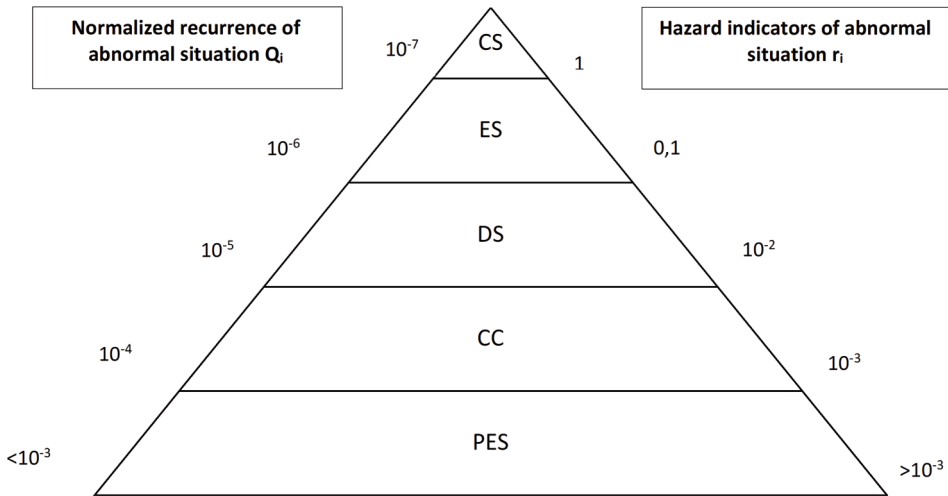 Normalized recurrence of
abnormal situation Qᵢ
Hazard indicators of abnormal
situation rᵢ
CS
10⁻⁷
1
ES
10⁻⁶
0,1
DS
10⁻⁵
10⁻²
CC
10⁻⁴
10⁻³
PES
<10⁻³
>10⁻³